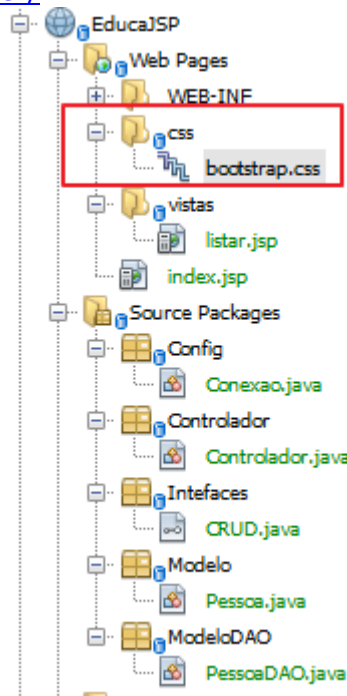 EducaJSP
Web Pages
WEB-INF
css
bootstrap.css
vistas
listar.jsp
index.jsp
Source Packages
Config
Conexao.java
Controlador
Controlador.java
Intefaces
CRUD.java
Modelo
Pessoa.java
ModeloDAO
PessoaDAO.java